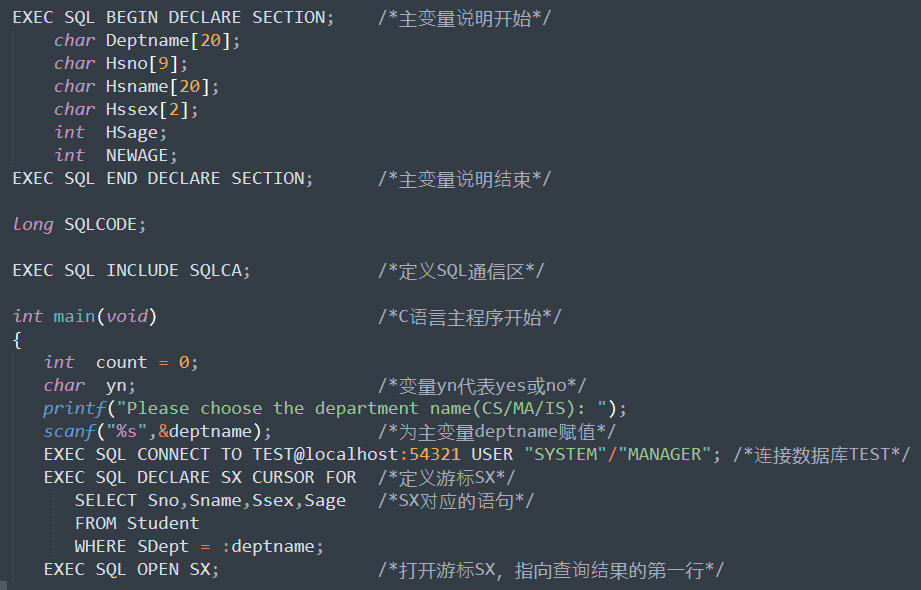 EXEC SQL BEGIN DECLARE SECTION;    /*主变量说明开始*/
    char Deptname[20];
    char Hsno[9];
    char Hsname[20];
    char Hssex[2];
    int  HSage;
    int  NEWAGE;
EXEC SQL END DECLARE SECTION;      /*主变量说明结束*/
long SQLCODE;
EXEC SQL INCLUDE SQLCA;            /*定义SQL通信区*/
int main(void)                     /*C语言主程序开始*/
{
   int  count = 0;
   char  yn;                       /*变量yn代表yes或no*/
   printf("Please choose the department name(CS/MA/IS): ");
   scanf("%s",&deptname);          /*为主变量deptname赋值*/
   EXEC SQL CONNECT TO TEST@localhost:54321 USER "SYSTEM"/"MANAGER"; /*连接数据库TEST*/
   EXEC SQL DECLARE SX CURSOR FOR  /*定义游标SX*/
      SELECT Sno,Sname,Ssex,Sage   /*SX对应的语句*/
      FROM Student
      WHERE SDept = :deptname;
   EXEC SQL OPEN SX;               /*打开游标SX，指向查询结果的第一行*/